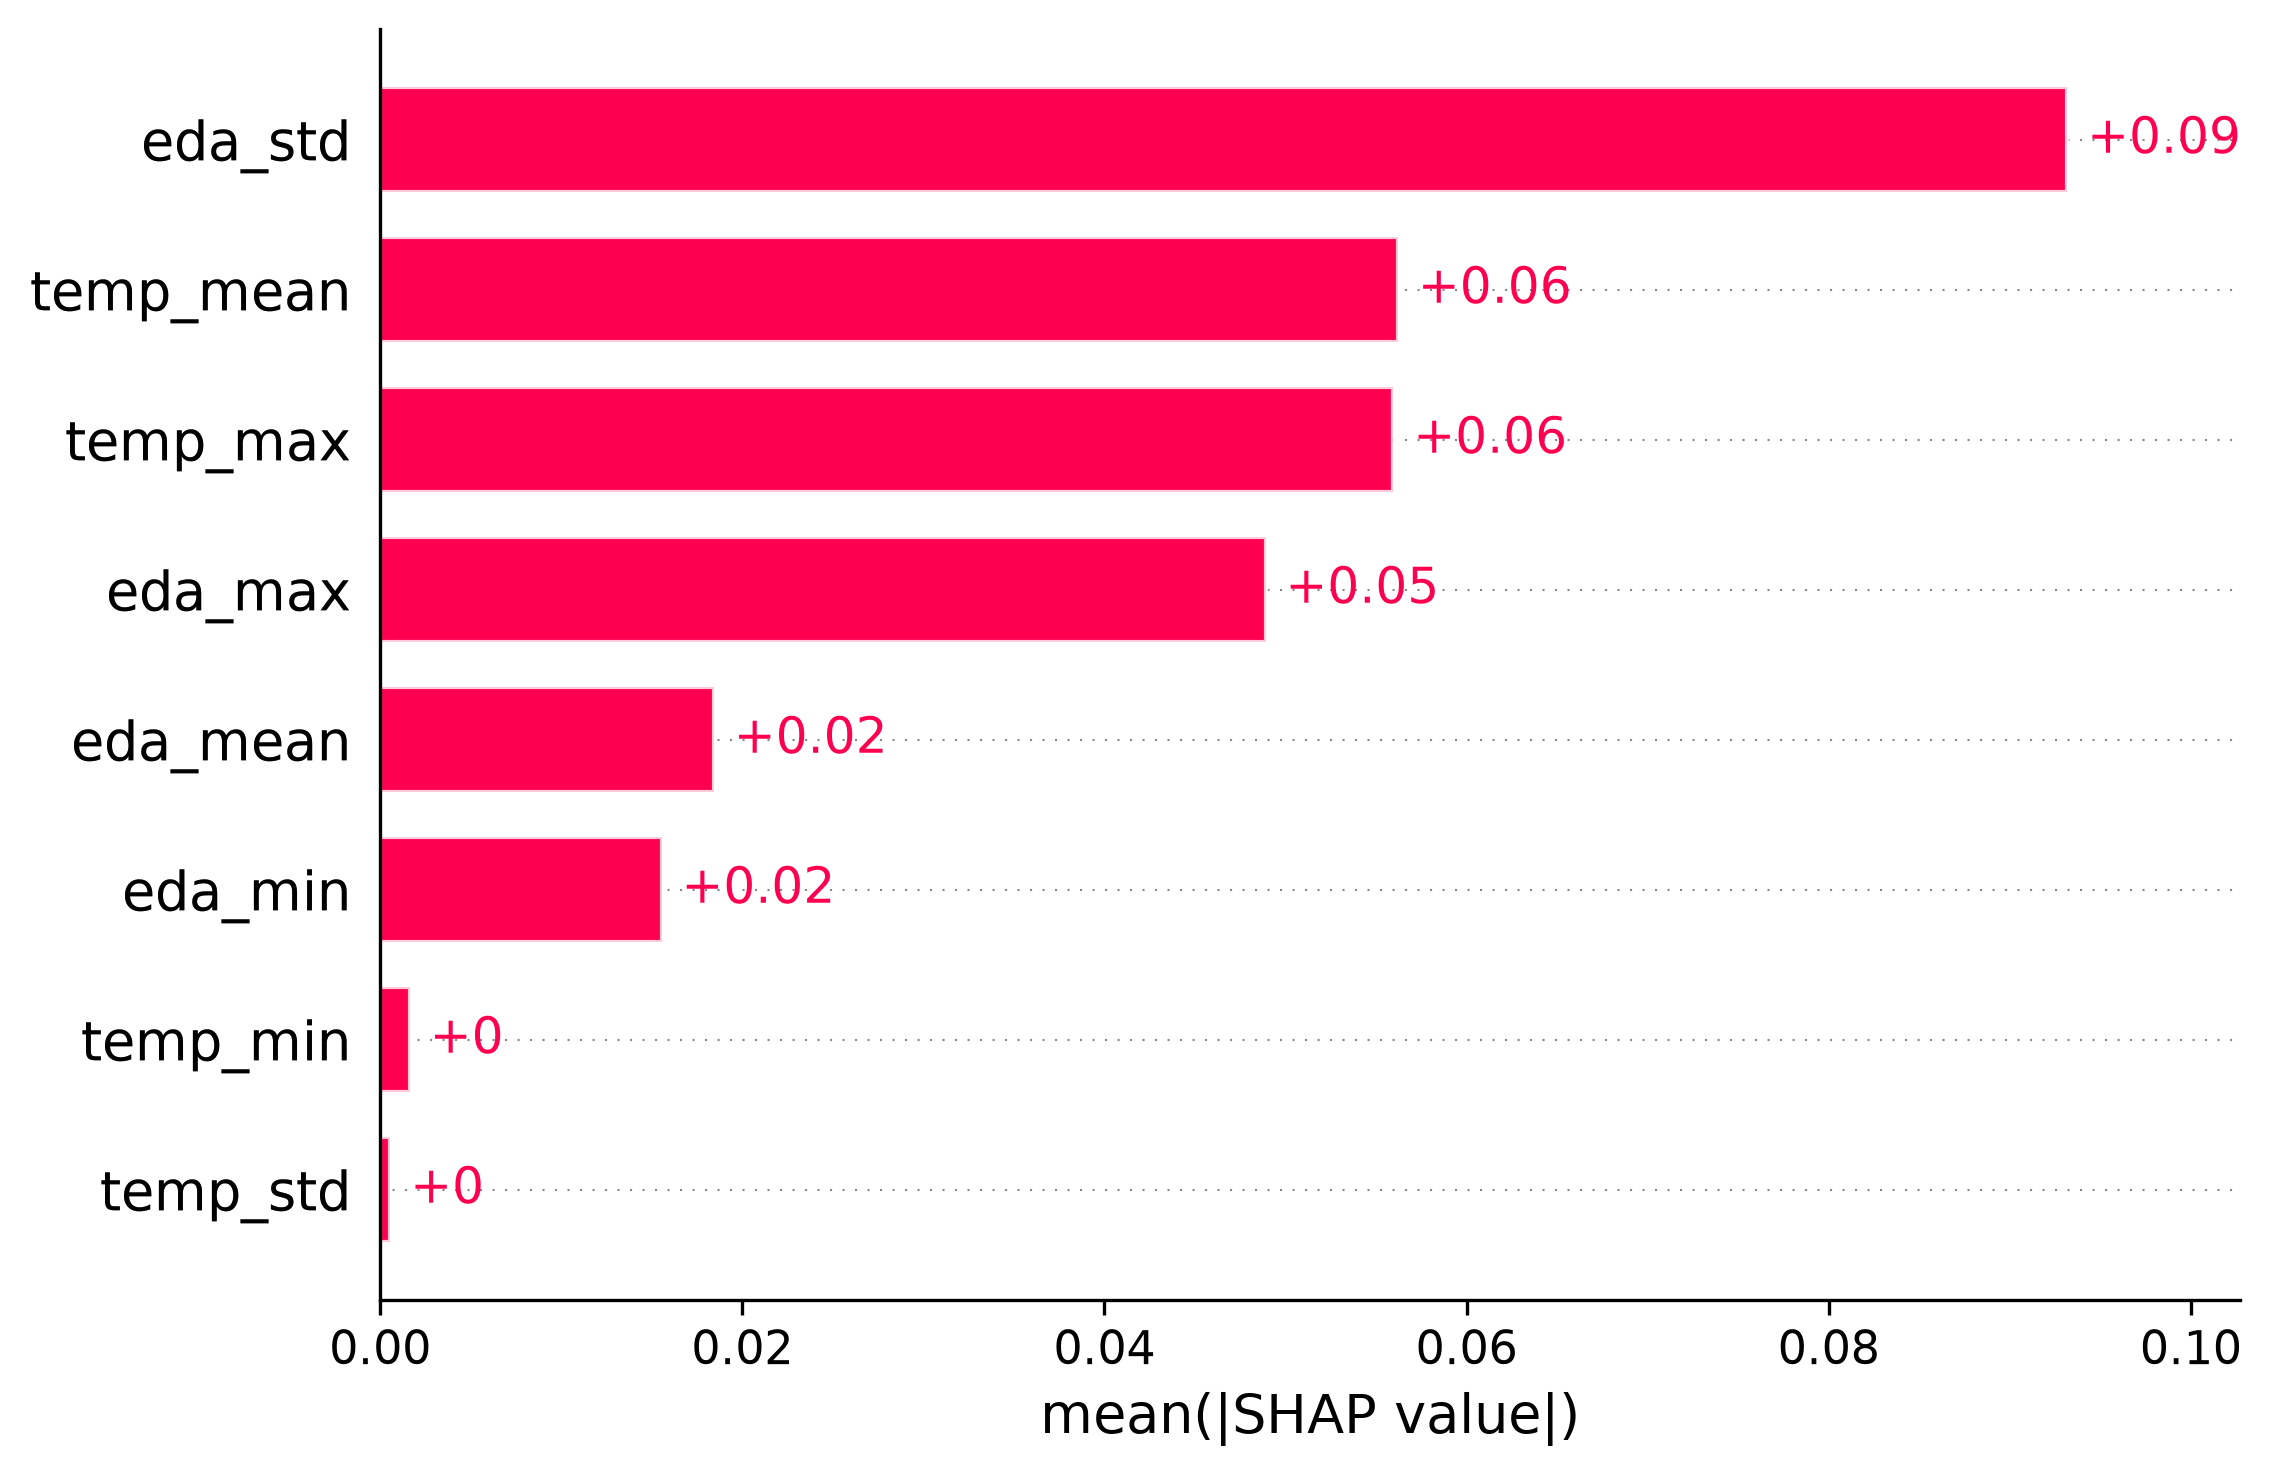 eda_std +0.09
temp_mean +0.06
temp_max +0.06
eda_max +0.05
eda_mean +0.02
eda_min +0.02
temp_min +0
temp_std +0
0.00 0.02 0.04 0.06 0.08 0.10
mean(|SHAP value|)